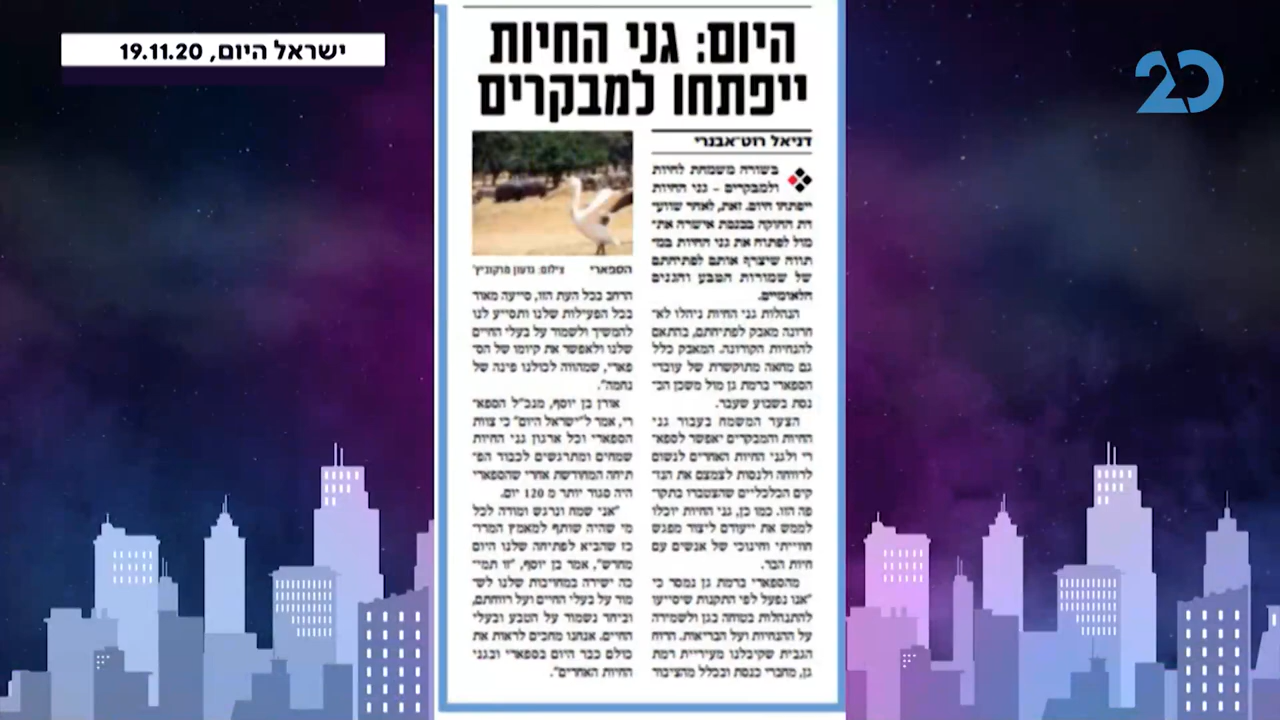 ישראל היום, 19.11.20
20
היום: גני החיות
ייפתחו למבקרים
דניאל רוט־אבנרי
בשורה משמחת לחיות
ולמבקרים – גני החיות
ייפתחו היום. זאת, לאחר שווע־
דת החוקה בכנסת אישרה את־
מול לפתוח את גני החיות במ־
תווה שיצרף אותם לפתיחתם
של שמורות הטבע והגנים
הלאומיים.
הנהלות גני החיות ניהלו לא־
חרונה מאבק לפתיחתם, בהתאם
להנחיות הקורונה. המאבק כלל
גם מחאה מתוקשרת של עובדי
הספארי ברמת גן מול משכן הכ־
נסת בשבוע שעבר.
הצעד המשמח בעבור גני
החיות והמבקרים יאפשר לספא־
רי ולגני החיות האחרים לנשום
לרווחה ולנסות לצמצם את הנז־
קים הכלכליים שהצטברו בתקו־
פה הזו. כמו כן, גני החיות יוכלו
לממש את ייעודם ליצור מפגש
חווייתי וחינוכי של אנשים עם
חיות הבר.
מהספארי ברמת גן נמסר כי
"אנו נפעל לפי התקנות שיסייעו
להתנהלות בטוחה בגן ולשמירה
על ההנחיות ועל הבריאות. הרוח
הגבית שקיבלנו מעיריית רמת
גן, מחברי כנסת ובכלל מהציבור
הספארי צילום: גדעון מרקוביץ'
הרחב בכל העת הזו, סייעה מאוד
בכל הפעילות שלנו ותסייע לנו
להמשיך ולשמור על בעלי החיים
שלנו ולאפשר את קיומו של הס־
פארי, שמהווה לכולנו פינה של
נחמה".
אורן בן יוסף, מנכ"ל הספא־
רי, אמר ל"ישראל היום" כי צוות
הספארי וכל ארגון גני החיות
שמחים ומתרגשים לכבוד הפ־
תיחה המחודשת אחרי שהספארי
היה סגור יותר מ 120 יום.
"אני שמח ונרגש ומודה לכל
מי שהיה שותף למאמץ המרו־
כז שהביא לפתיחה שלנו היום
מחדש", אמר בן יוסף, "זו תמי־
כה ישירה במחויבות שלנו לש־
מור על בעלי החיים ועל רווחתם,
וביחד נשמור על הטבע ובעלי
החיים. אנחנו מחכים לראות את
כולם כבר היום בספארי ובגני
החיות האחרים".